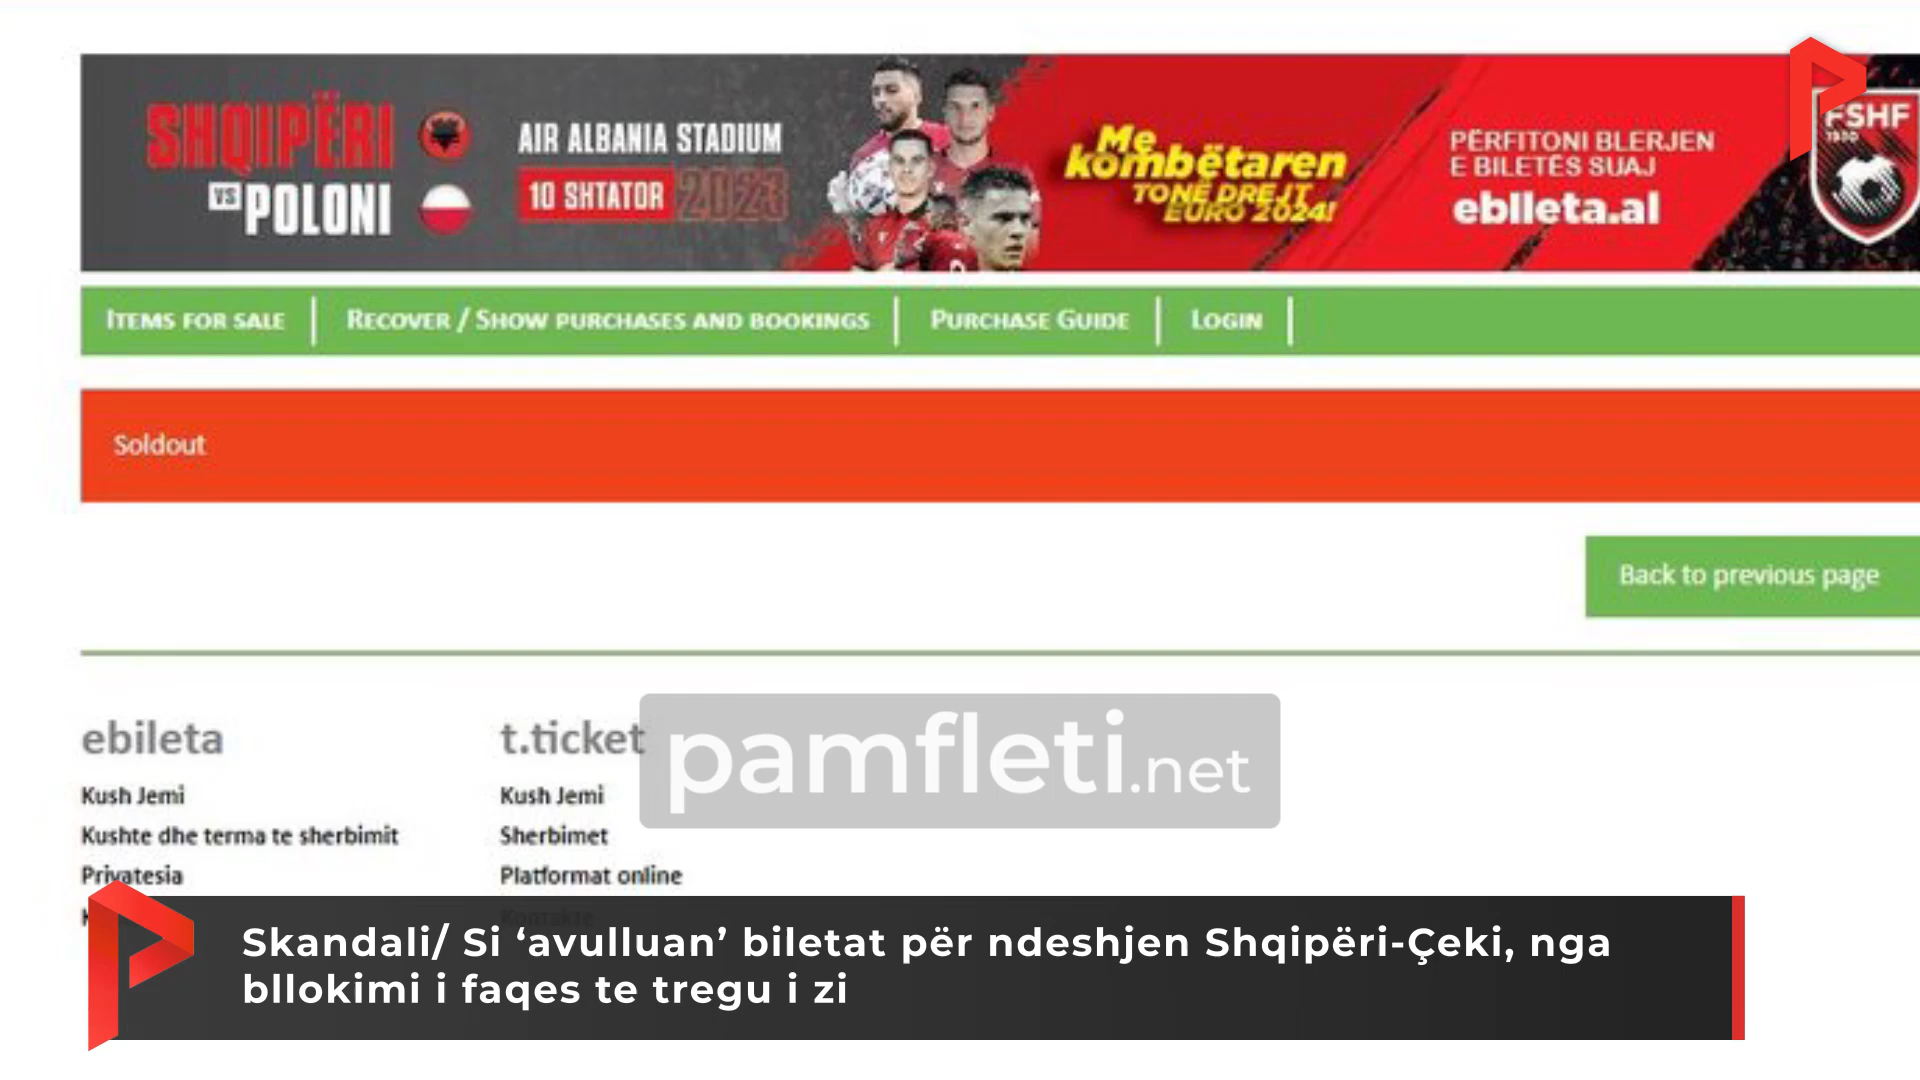 SHQIPËRI
VS POLONI
AIR ALBANIA STADIUM
10 SHTATOR 2023
Me
kombëtaren
TONË DREJT
EURO 2024!
PËRFITONI BLERJEN
E BILETËS SUAJ
ebileta.al
FSHF
1930
ITEMS FOR SALE
RECOVER / SHOW PURCHASES AND BOOKINGS
PURCHASE GUIDE
LOGIN
Soldout
Back to previous page
ebileta
Kush Jemi
Kushte dhe terma te sherbimit
Privatesia
t.ticket
Kush Jemi
Sherbimet
Platformat online
Kontakte
pamfleti.net
Skandali/ Si ‘avulluan’ biletat për ndeshjen Shqipëri-Çeki, nga
bllokimi i faqes te tregu i zi